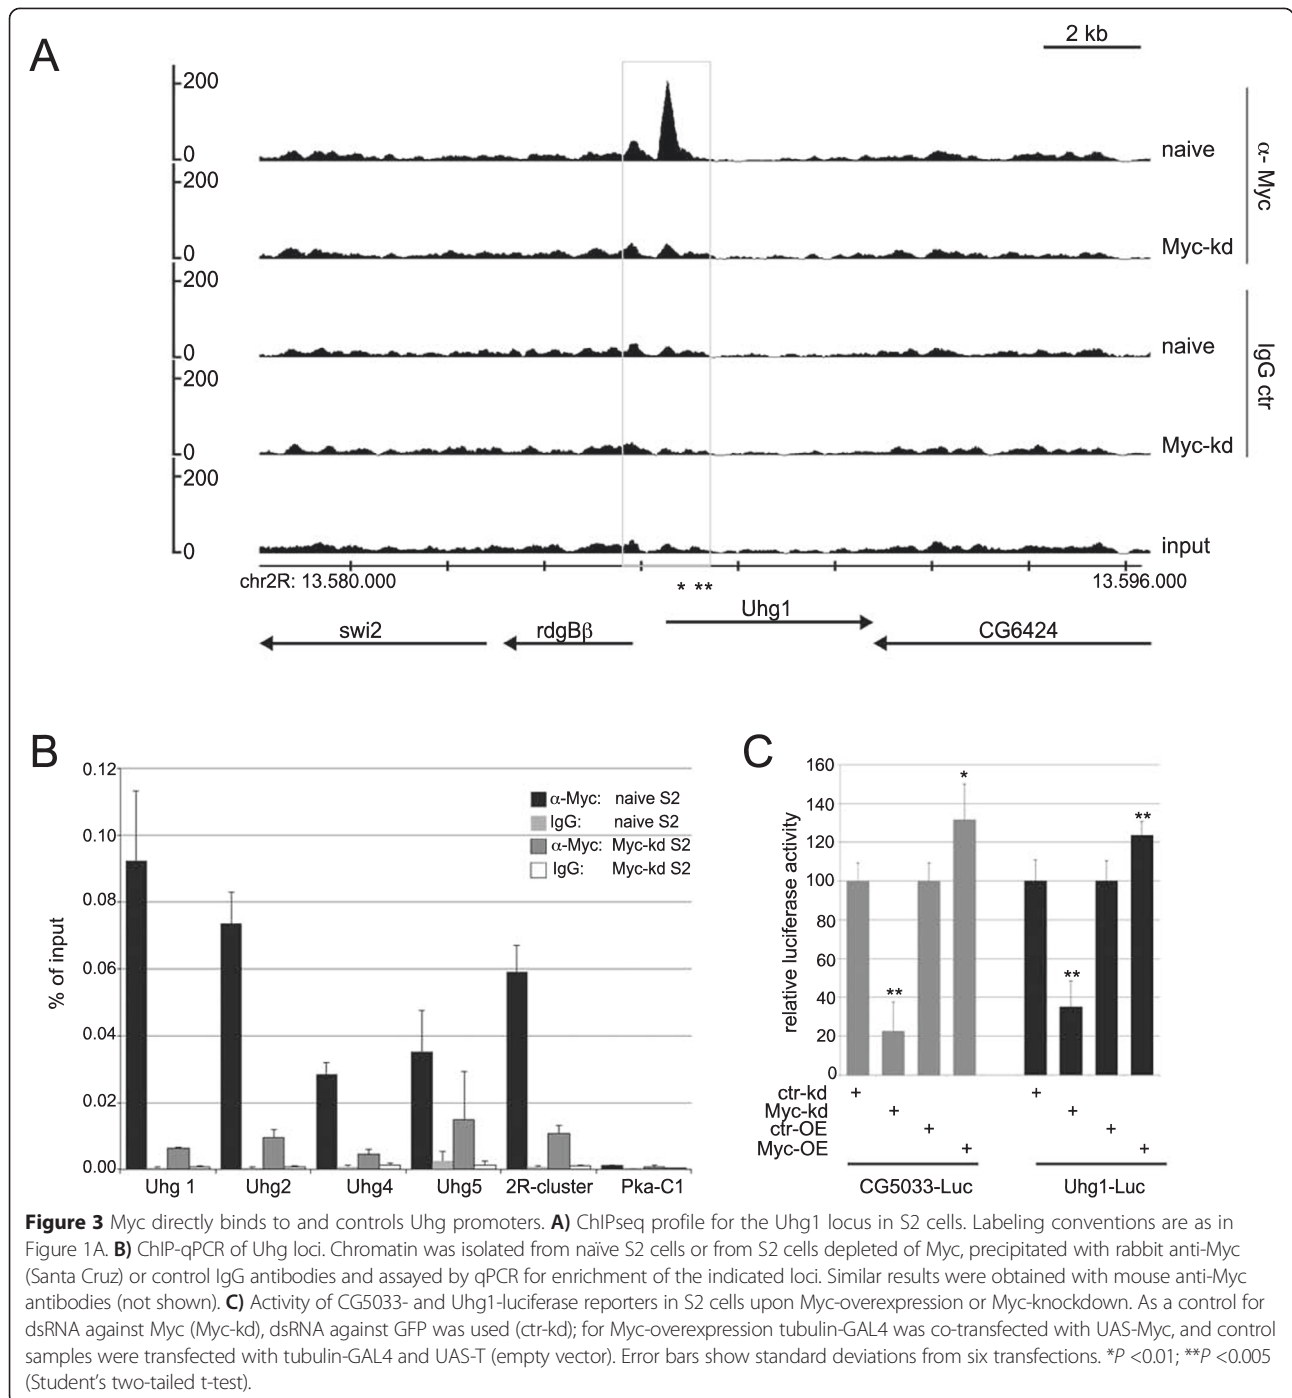 A
2 kb
200
0
naive
200
0
Myc-kd
α- Myc
200
0
naive
200
0
Myc-kd
IgG ctr
200
0
input
chr2R: 13.580.000
13.596.000
* **
Uhg1
swi2
rdgBβ
CG6424
B
0.12
0.10
0.08
0.06
0.04
0.02
0.00
% of input
α-Myc: naive S2
IgG: naive S2
α-Myc: Myc-kd S2
IgG: Myc-kd S2
Uhg 1
Uhg2
Uhg4
Uhg5
2R-cluster
Pka-C1
C
160
140
120
100
80
60
40
20
0
relative luciferase activity
**
*
**
**
ctr-kd + +
Myc-kd + +
ctr-OE + +
Myc-OE + +
CG5033-Luc
Uhg1-Luc
Figure 3 Myc directly binds to and controls Uhg promoters. A) ChIPseq profile for the Uhg1 locus in S2 cells. Labeling conventions are as in
Figure 1A. B) ChIP-qPCR of Uhg loci. Chromatin was isolated from naïve S2 cells or from S2 cells depleted of Myc, precipitated with rabbit anti-Myc
(Santa Cruz) or control IgG antibodies and assayed by qPCR for enrichment of the indicated loci. Similar results were obtained with mouse anti-Myc
antibodies (not shown). C) Activity of CG5033- and Uhg1-luciferase reporters in S2 cells upon Myc-overexpression or Myc-knockdown. As a control for
dsRNA against Myc (Myc-kd), dsRNA against GFP was used (ctr-kd); for Myc-overexpression tubulin-GAL4 was co-transfected with UAS-Myc, and control
samples were transfected with tubulin-GAL4 and UAS-T (empty vector). Error bars show standard deviations from six transfections. *P <0.01; **P <0.005
(Student's two-tailed t-test).